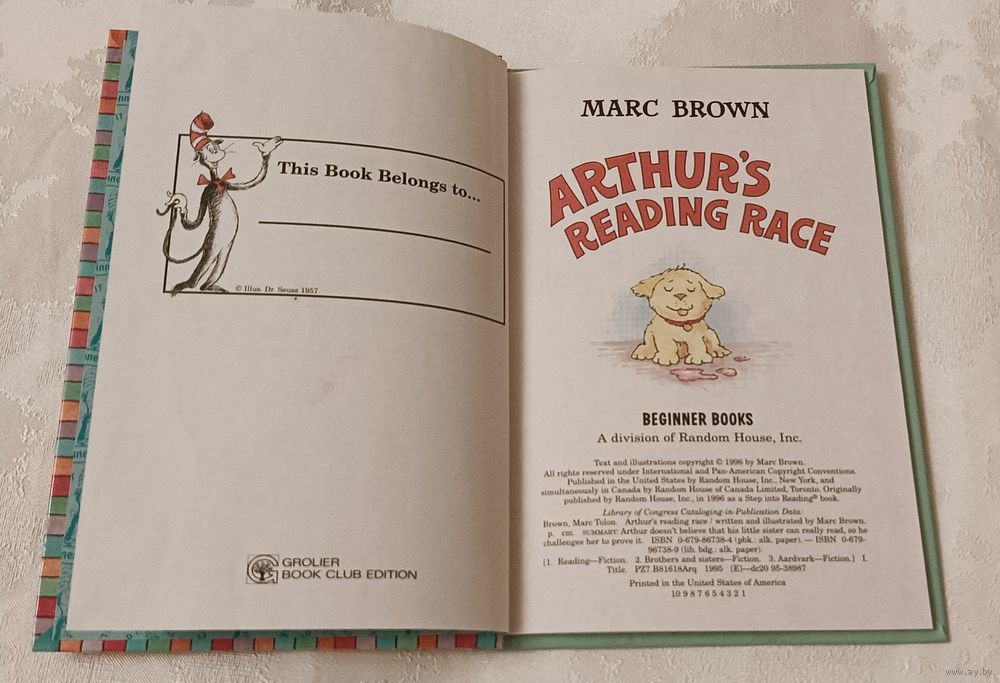 This Book Belongs to...
© Illus. Dr. Seuss 1957
GROLIER
BOOK CLUB EDITION
MARC BROWN
ARTHUR'S
READING RACE
BEGINNER BOOKS
A division of Random House, Inc.
Text and illustrations copyright © 1996 by Marc Brown.
All rights reserved under International and Pan-American Copyright Conventions.
Published in the United States by Random House, Inc., New York, and
simultaneously in Canada by Random House of Canada Limited, Toronto. Originally
published by Random House, Inc., in 1996 as a Step into Reading® book.
Library of Congress Cataloging-in-Publication Data:
Brown, Marc Tolon. Arthur's reading race / written and illustrated by Marc Brown.
p. cm. SUMMARY: Arthur doesn't believe that his little sister can really read, so he
challenges her to prove it. ISBN 0-679-86738-4 (pbk.: alk. paper). — ISBN 0-679-
96738-9 (lib. bdg.: alk. paper).
[1. Reading—Fiction. 2. Brothers and sisters—Fiction. 3. Aardvark—Fiction.] I.
Title. PZ7.B81618Arq 1995 [E]—dc20 95-38987
Printed in the United States of America
10 9 8 7 6 5 4 3 2 1
www.ay.by